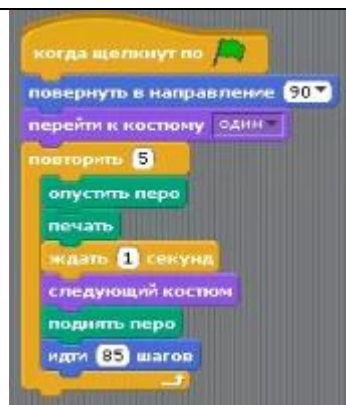 когда щелкнут по
повернуть в направление 90
перейти к костюму один
повторить 5
опустить перо
печать
ждать 1 секунд
следующий костюм
поднять перо
идти 85 шагов